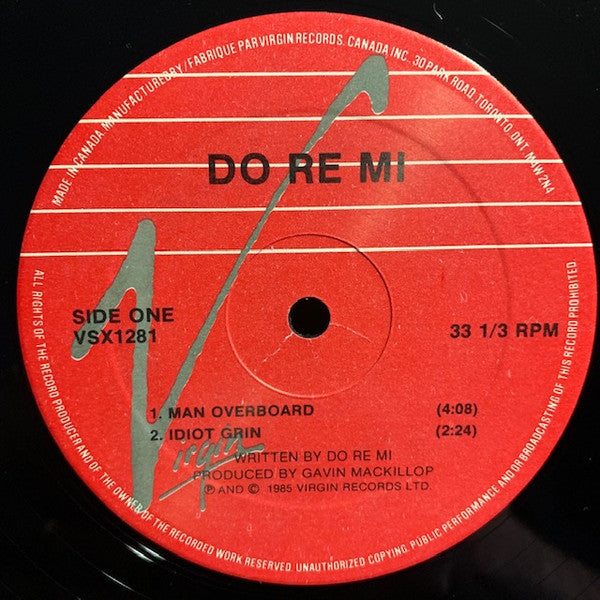 MADE IN CANADA. MANUFACTURED BY / FABRIQUE PAR VIRGIN RECORDS. CANADA INC., 30 PARK ROAD, TORONTO, ONT. M4W 2N4
DO RE MI
SIDE ONE
VSX1281
33 1/3 RPM
1. MAN OVERBOARD (4:08)
2. IDIOT GRIN (2:24)
Virgin
WRITTEN BY DO RE MI
PRODUCED BY GAVIN MACKILLOP
Ⓟ AND © 1985 VIRGIN RECORDS LTD.
ALL RIGHTS OF THE RECORD PRODUCER AND OF THE OWNER OF THE RECORDED WORK RESERVED. UNAUTHORIZED COPYING, PUBLIC PERFORMANCE AND/OR BROADCASTING OF THIS RECORD PROHIBITED